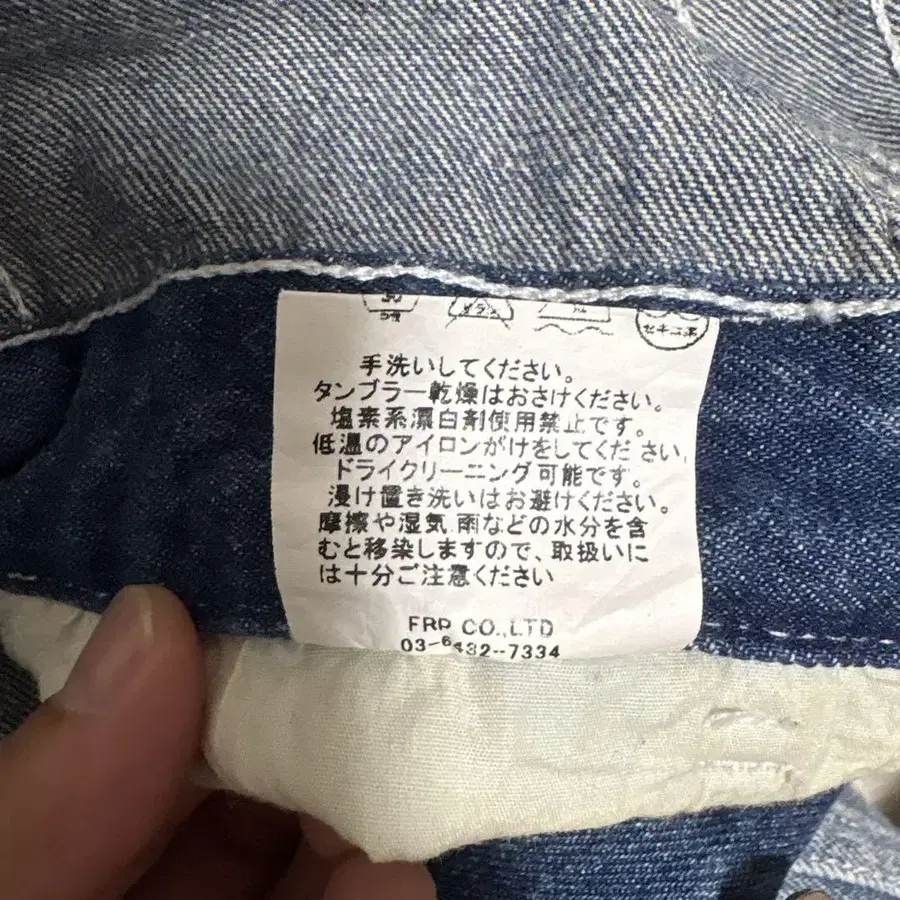 セキユ系
手洗いしてください。
タンブラー乾燥はおさけください。
塩素系漂白剤使用禁止です。
低温のアイロンがけをしてください。
ドライクリーニング可能です。
浸け置き洗いはお避けください。
摩擦や湿気.雨などの水分を含
むと移染しますので、取扱いに
は十分ご注意ください
FRP CO.,LTD
03-6432--7334